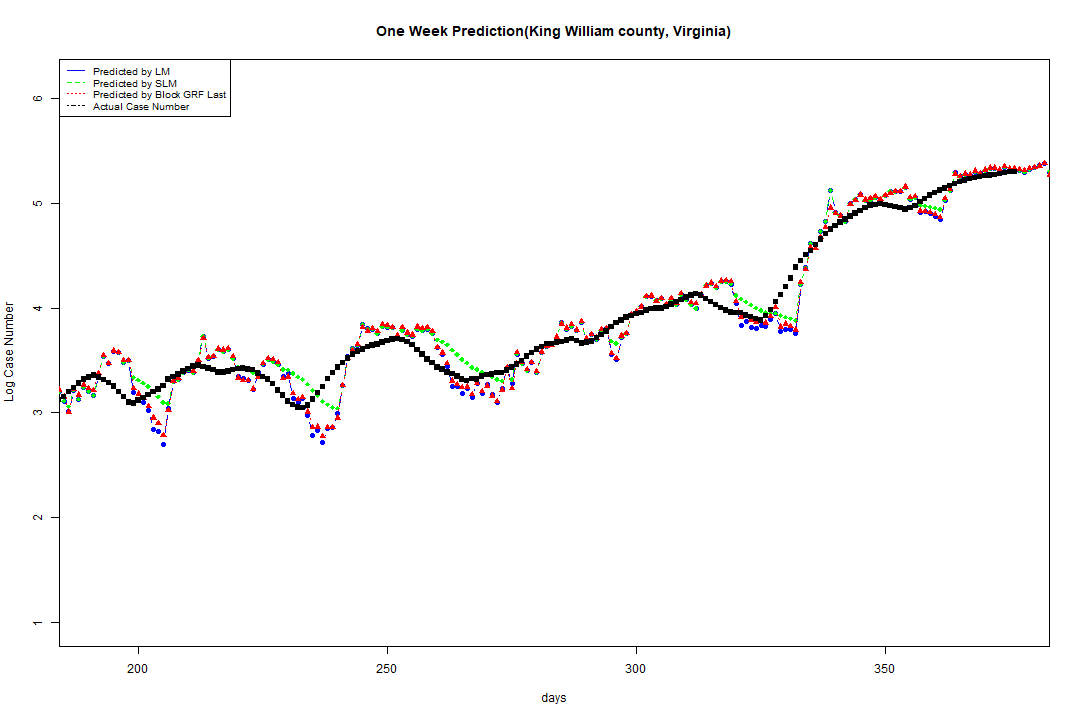 One Week Prediction(King William county, Virginia)
Predicted by LM
Predicted by SLM
Predicted by Block GRF Last
Actual Case Number
6
5
4
3
2
1
Log Case Number
200
250
300
350
days